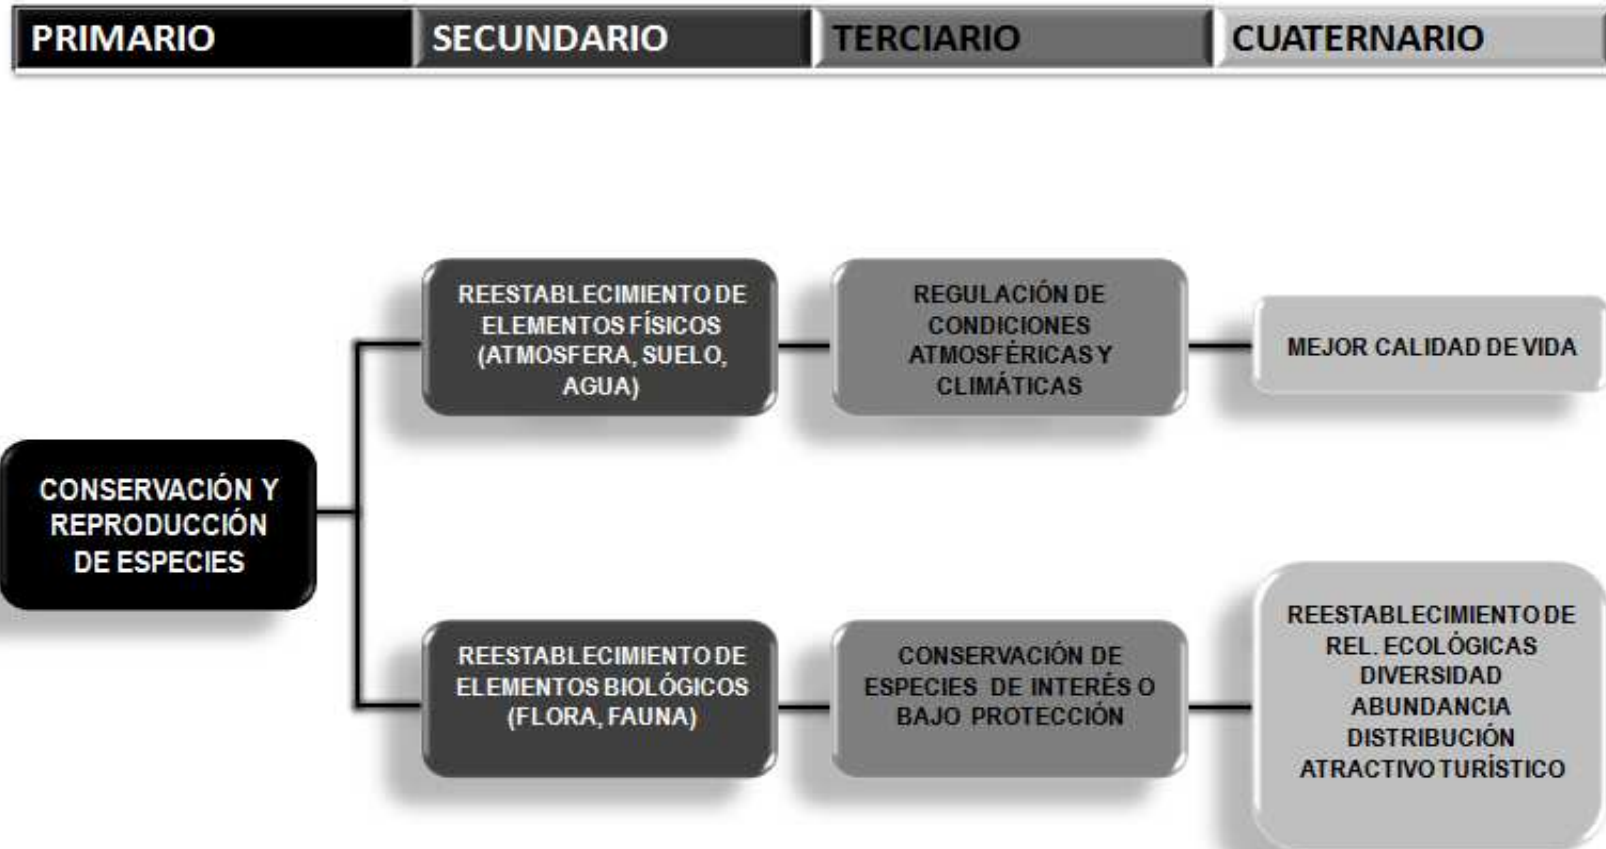 PRIMARIO
SECUNDARIO
TERCIARIO
CUATERNARIO
CONSERVACIÓN Y
REPRODUCCIÓN
DE ESPECIES
REESTABLECIMIENTO DE
ELEMENTOS FÍSICOS
(ATMOSFERA, SUELO,
AGUA)
REGULACIÓN DE
CONDICIONES
ATMOSFÉRICAS Y
CLIMÁTICAS
MEJOR CALIDAD DE VIDA
REESTABLECIMIENTO DE
ELEMENTOS BIOLÓGICOS
(FLORA, FAUNA)
CONSERVACIÓN DE
ESPECIES DE INTERÉS O
BAJO PROTECCIÓN
REESTABLECIMIENTO DE
REL. ECOLÓGICAS
DIVERSIDAD
ABUNDANCIA
DISTRIBUCIÓN
ATRACTIVO TURÍSTICO